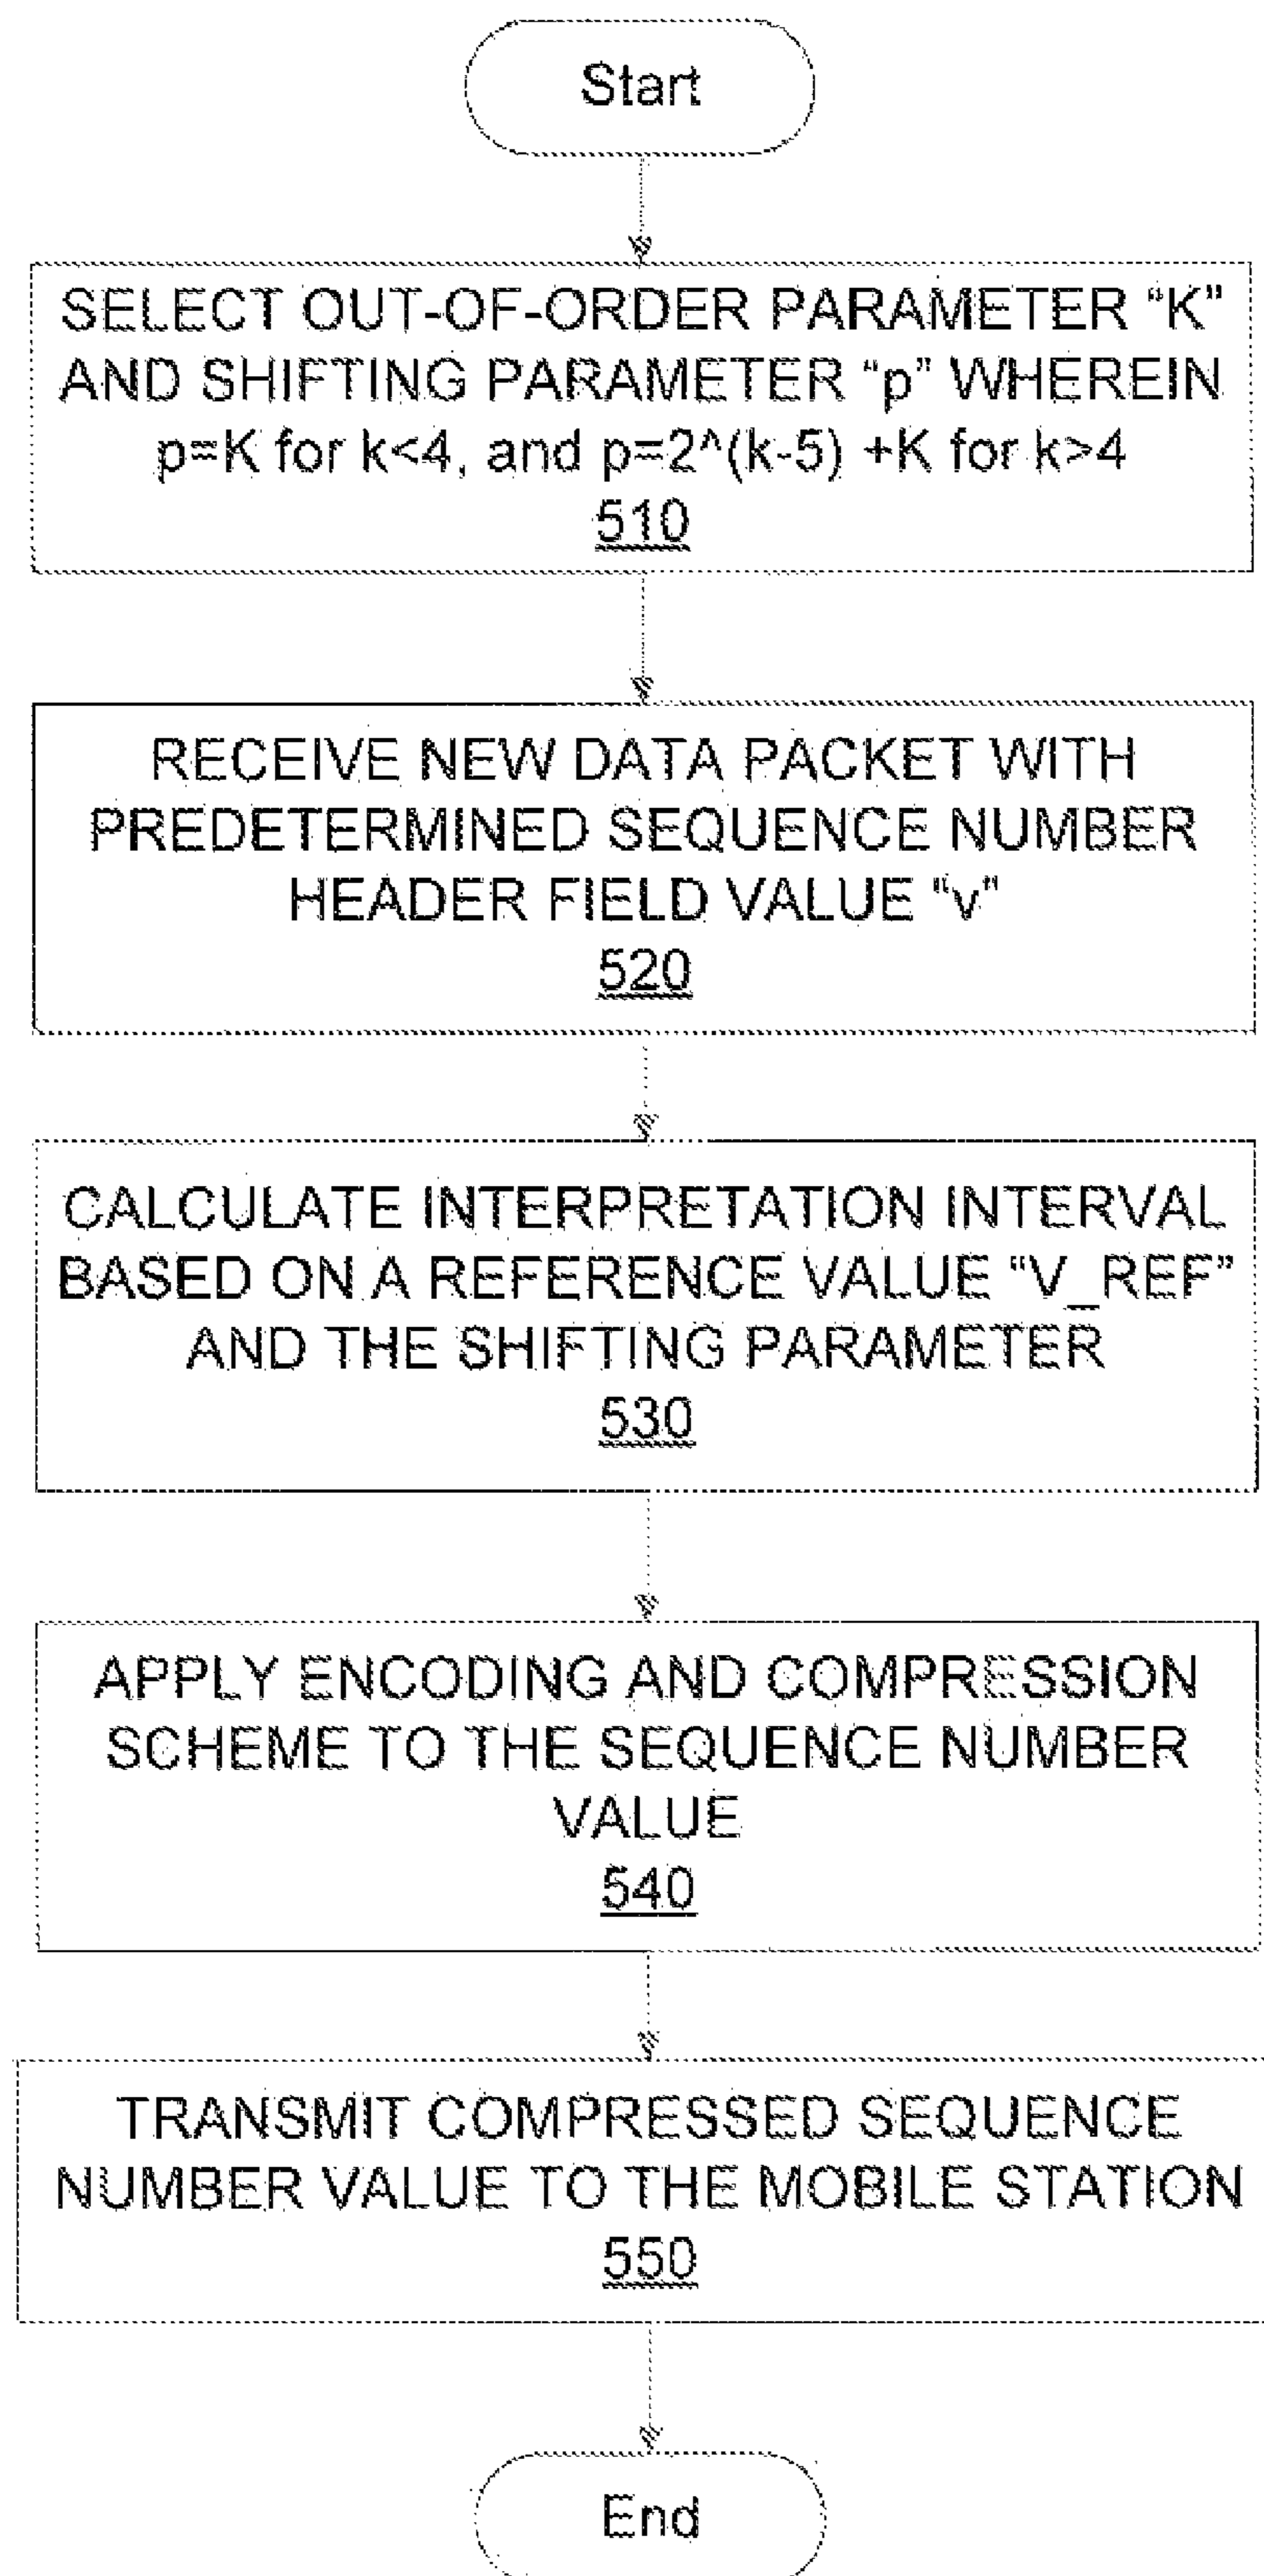 Start
SELECT OUT-OF-ORDER PARAMETER “K”
AND SHIFTING PARAMETER “p” WHEREIN
p=K for k<4, and p=2^(k-5) +K for k>4
510
RECEIVE NEW DATA PACKET WITH
PREDETERMINED SEQUENCE NUMBER
HEADER FIELD VALUE “v”
520
CALCULATE INTERPRETATION INTERVAL
BASED ON A REFERENCE VALUE “V_REF”
AND THE SHIFTING PARAMETER
530
APPLY ENCODING AND COMPRESSION
SCHEME TO THE SEQUENCE NUMBER
VALUE
540
TRANSMIT COMPRESSED SEQUENCE
NUMBER VALUE TO THE MOBILE STATION
550
End